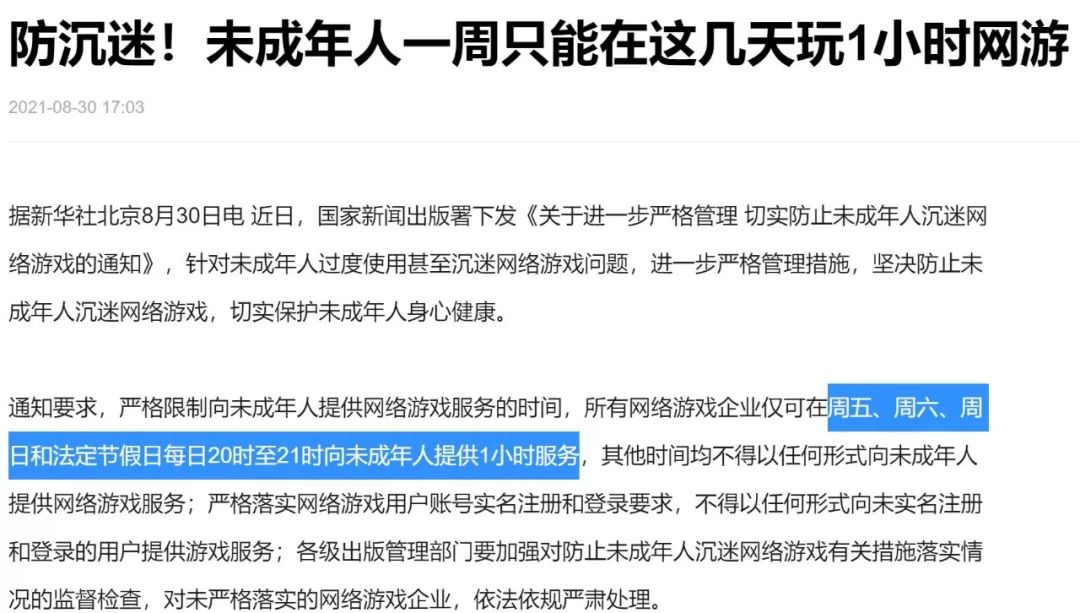 防沉迷！未成年人一周只能在这几天玩1小时网游
2021-08-30 17:03
据新华社北京8月30日电 近日，国家新闻出版署下发《关于进一步严格管理 切实防止未成年人沉迷网
络游戏的通知》，针对未成年人过度使用甚至沉迷网络游戏问题，进一步严格管理措施，坚决防止未
成年人沉迷网络游戏，切实保护未成年人身心健康。
通知要求，严格限制向未成年人提供网络游戏服务的时间，所有网络游戏企业仅可在周五、周六、周
日和法定节假日每日20时至21时向未成年人提供1小时服务，其他时间均不得以任何形式向未成年人
提供网络游戏服务；严格落实网络游戏用户账号实名注册和登录要求，不得以任何形式向未实名注册
和登录的用户提供游戏服务；各级出版管理部门要加强对防止未成年人沉迷网络游戏有关措施落实情
况的监督检查，对未严格落实的网络游戏企业，依法依规严肃处理。